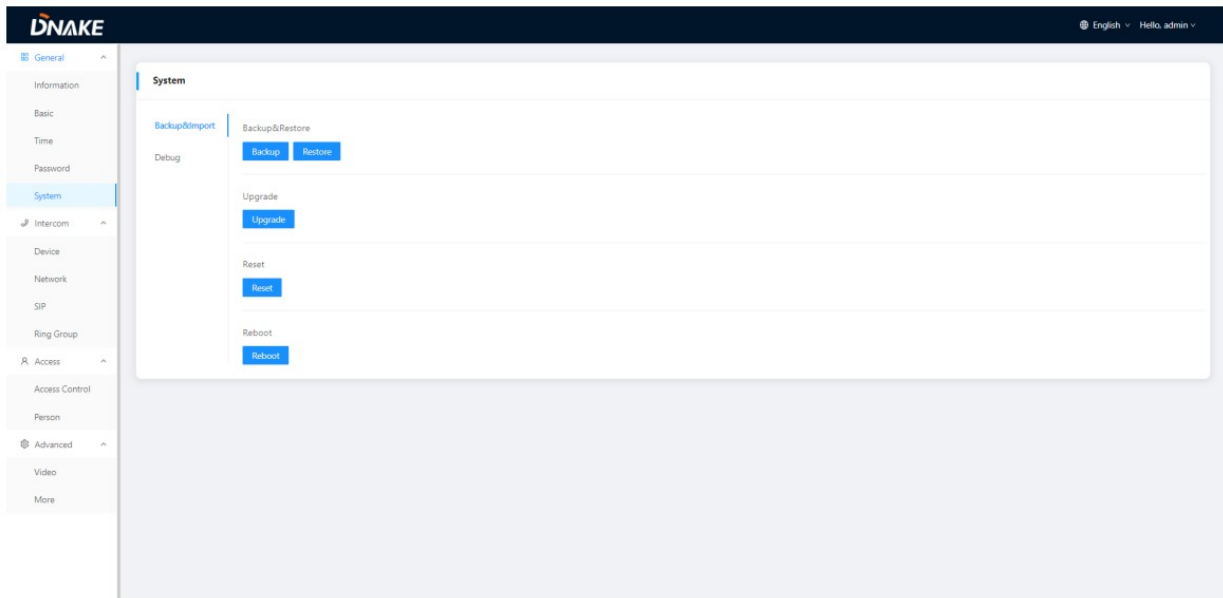 DNAKE
English Hello, admin
General
Information
Basic
Time
Password
System
Intercom
Device
Network
SIP
Ring Group
Access
Access Control
Person
Advanced
Video
More
System
Backup&Import
Debug
Backup&Restore
Backup Restore
Upgrade
Upgrade
Reset
Reset
Reboot
Reboot